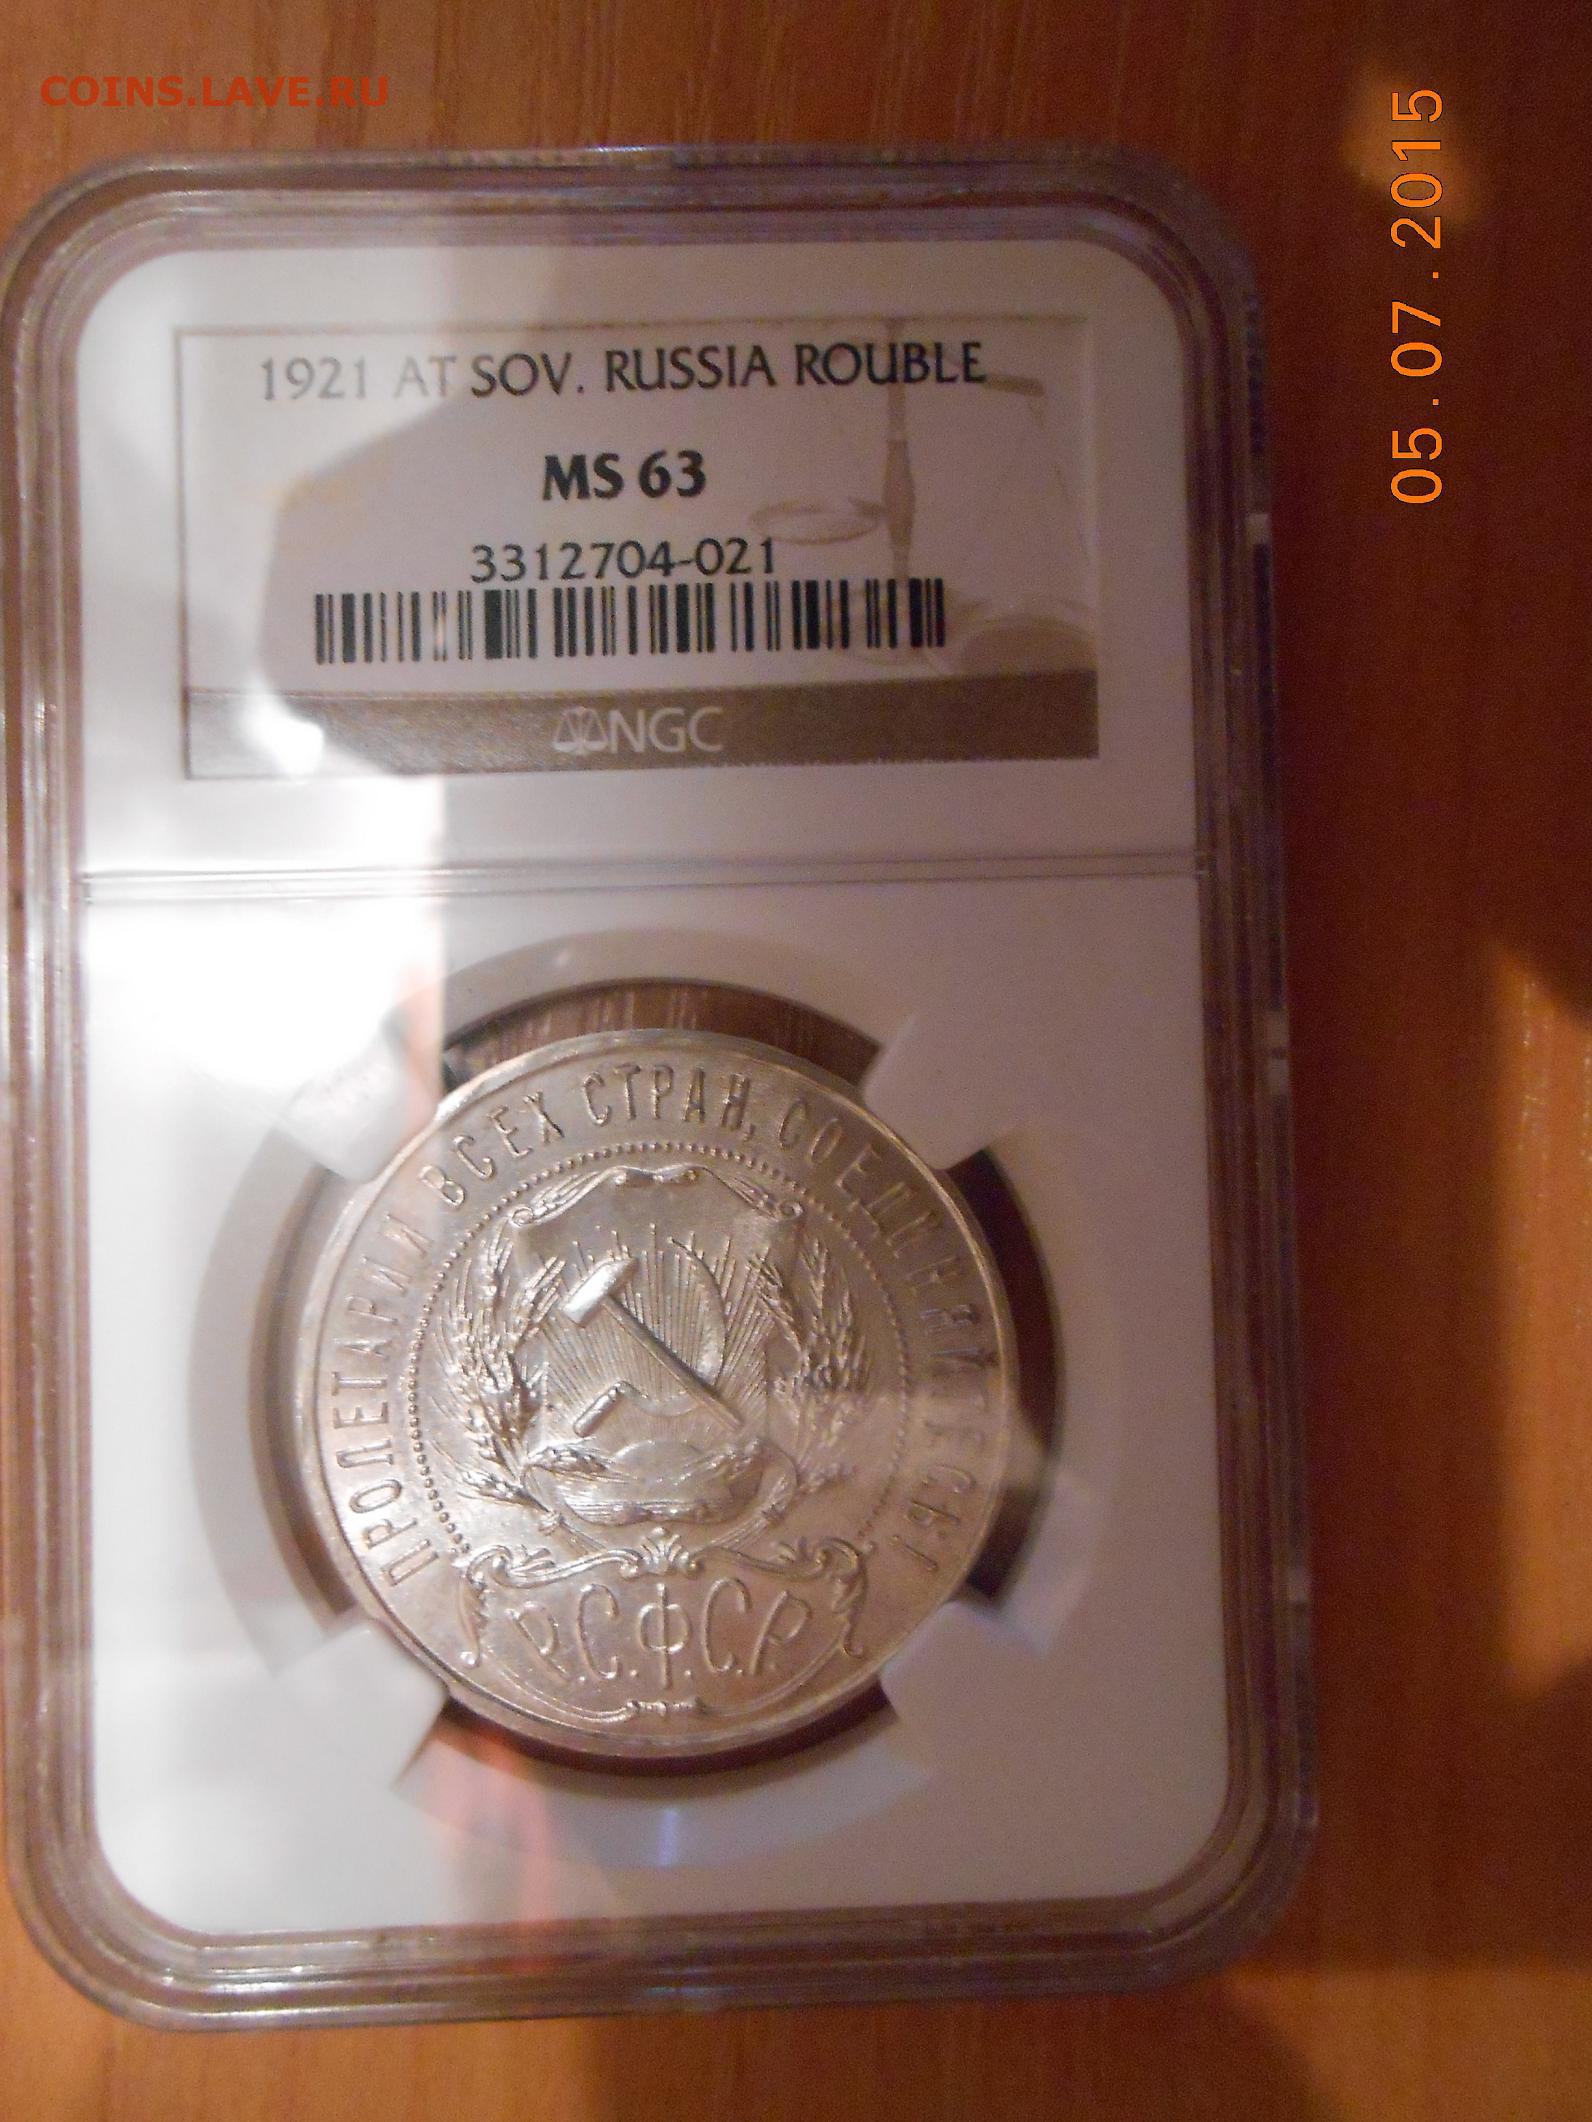 COINS.LAVE.RU
05.07.2015
1921 AT SOV. RUSSIA ROUBLE
MS 63
3312704-021
NGC
ПРОЛЕТАРИИ ВСЕХ СТРАН, СОЕДИНЯЙТЕСЬ!
Р.С.Ф.С.Р.